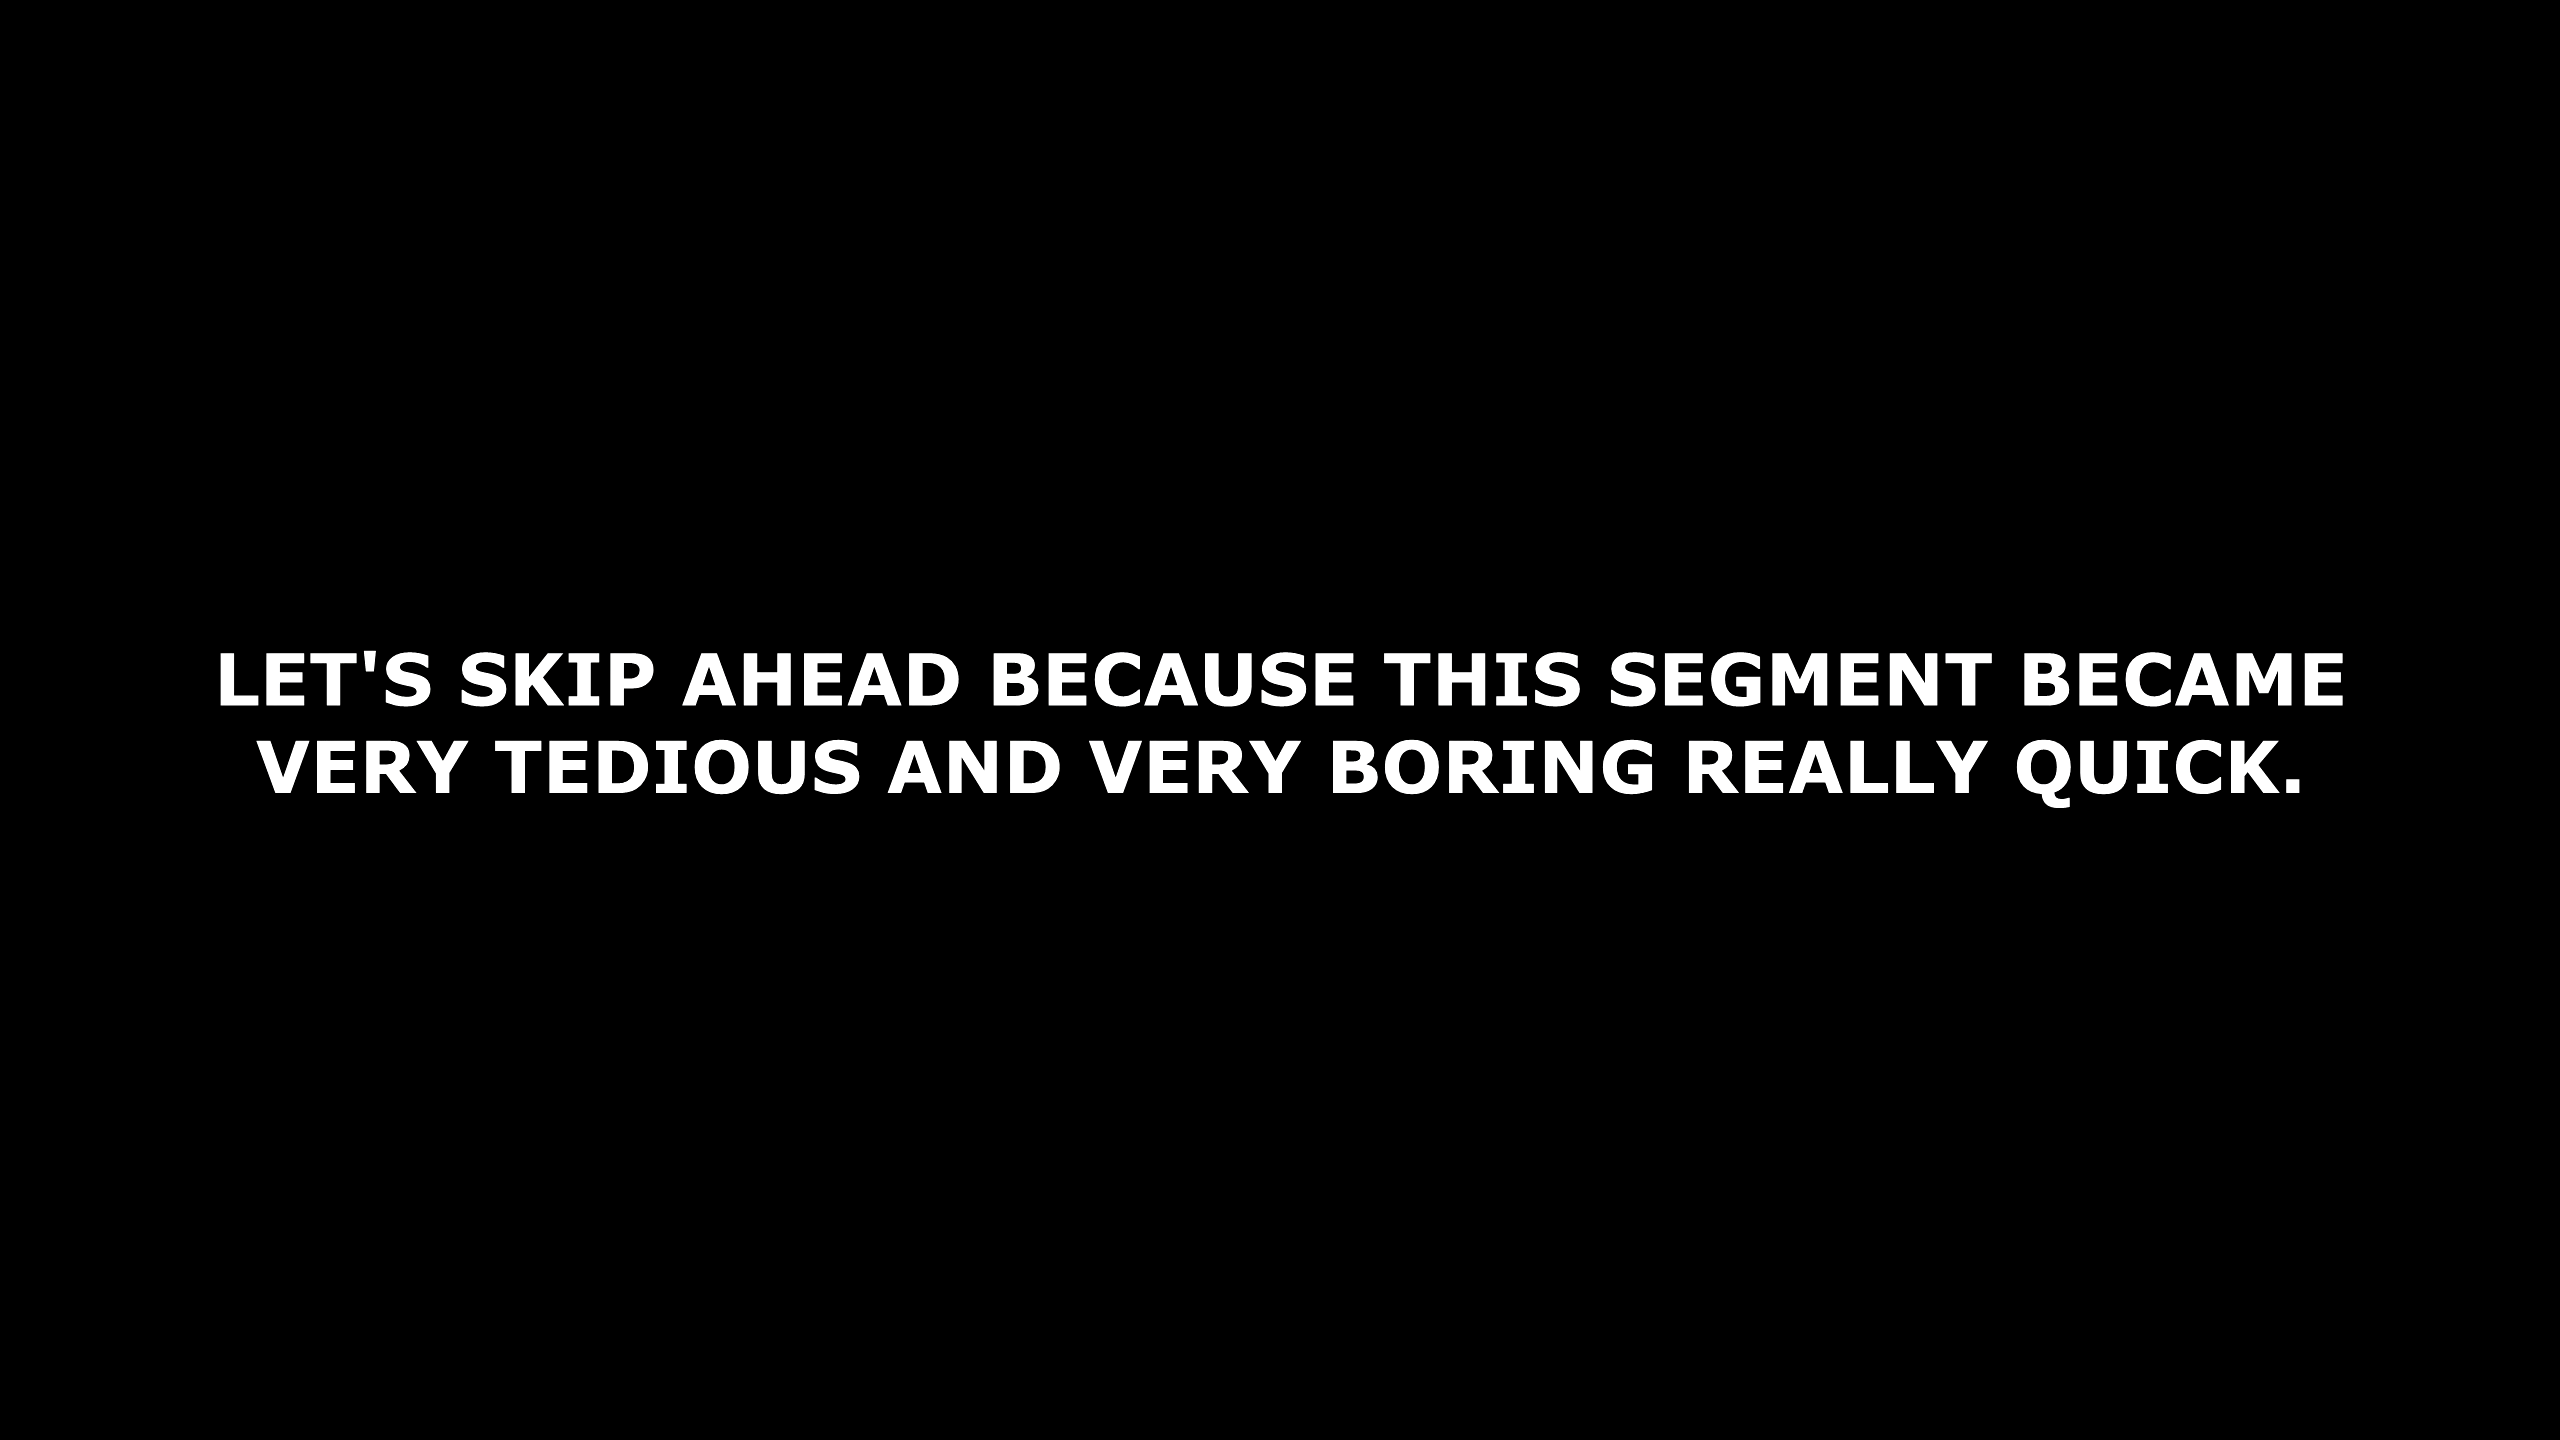 LET'S SKIP AHEAD BECAUSE THIS SEGMENT BECAME
VERY TEDIOUS AND VERY BORING REALLY QUICK.